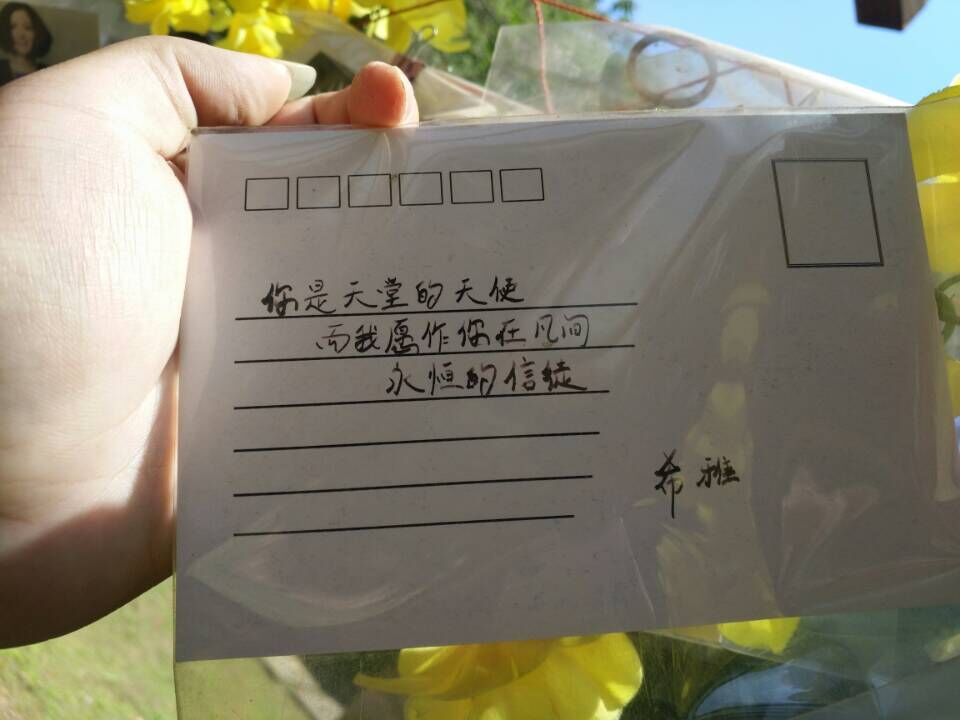 你是天堂的天使
而我愿作你在凡间
永恒的信徒
希雅